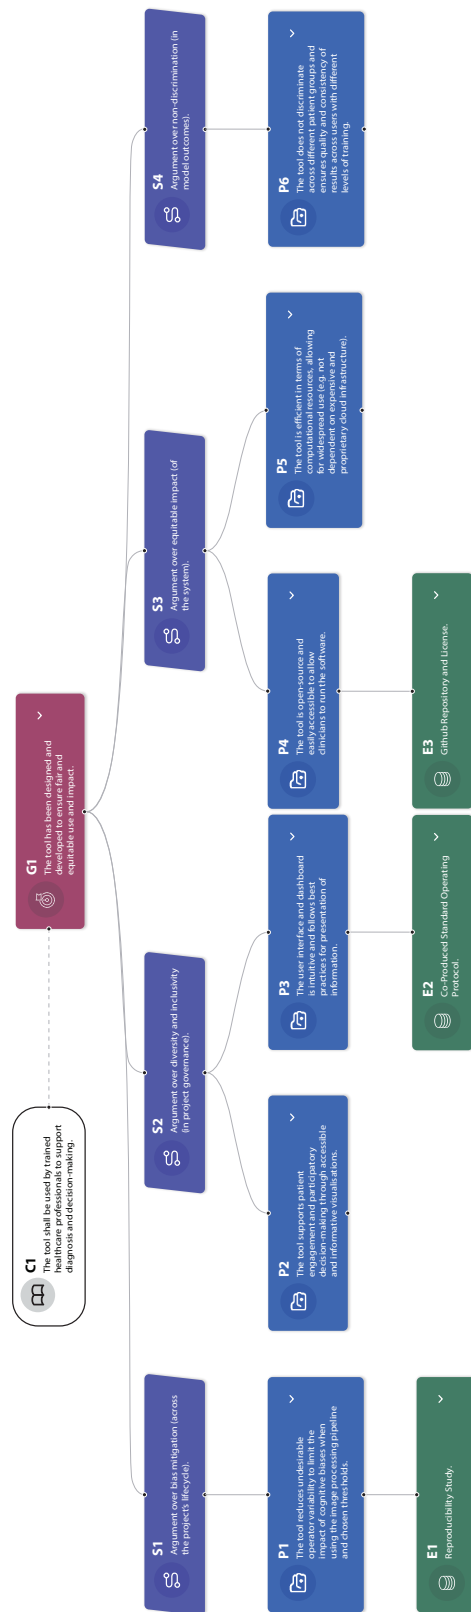 C1
The tool shall be used by trained
healthcare professionals to support
diagnosis and decision-making.
G1
The tool has been designed and
developed to ensure fair and
equitable use and impact.
S1
Argument over bias mitigation (across
the project's lifecycle).
S2
Argument over diversity and inclusivity
(in project governance).
S3
Argument over equitable impact (of
the system).
S4
Argument over non-discrimination (in
model outcomes).
P1
The tool reduces undesirable
operator variability to limit the
impact of cognitive biases when
using the image processing pipeline
and chosen thresholds.
P2
The tool supports patient
engagement and participatory
decision-making through accessible
and informative visualisations.
P3
The user interface and dashboard
is intuitive and follows best
practices for presentation of
information.
P4
The tool is open-source and
easily accessible to allow
clinicians to run the software.
P5
The tool is efficient in terms of
computational resources, allowing
for widespread use (e.g. not
dependent on expensive and
proprietary cloud infrastructure).
P6
The tool does not discriminate
across different patient groups and
ensures quality and consistency of
results across users with different
levels of training.
E1
Reproducibility Study.
E2
Co-Produced Standard Operating
Protocol.
E3
Github Repository and License.